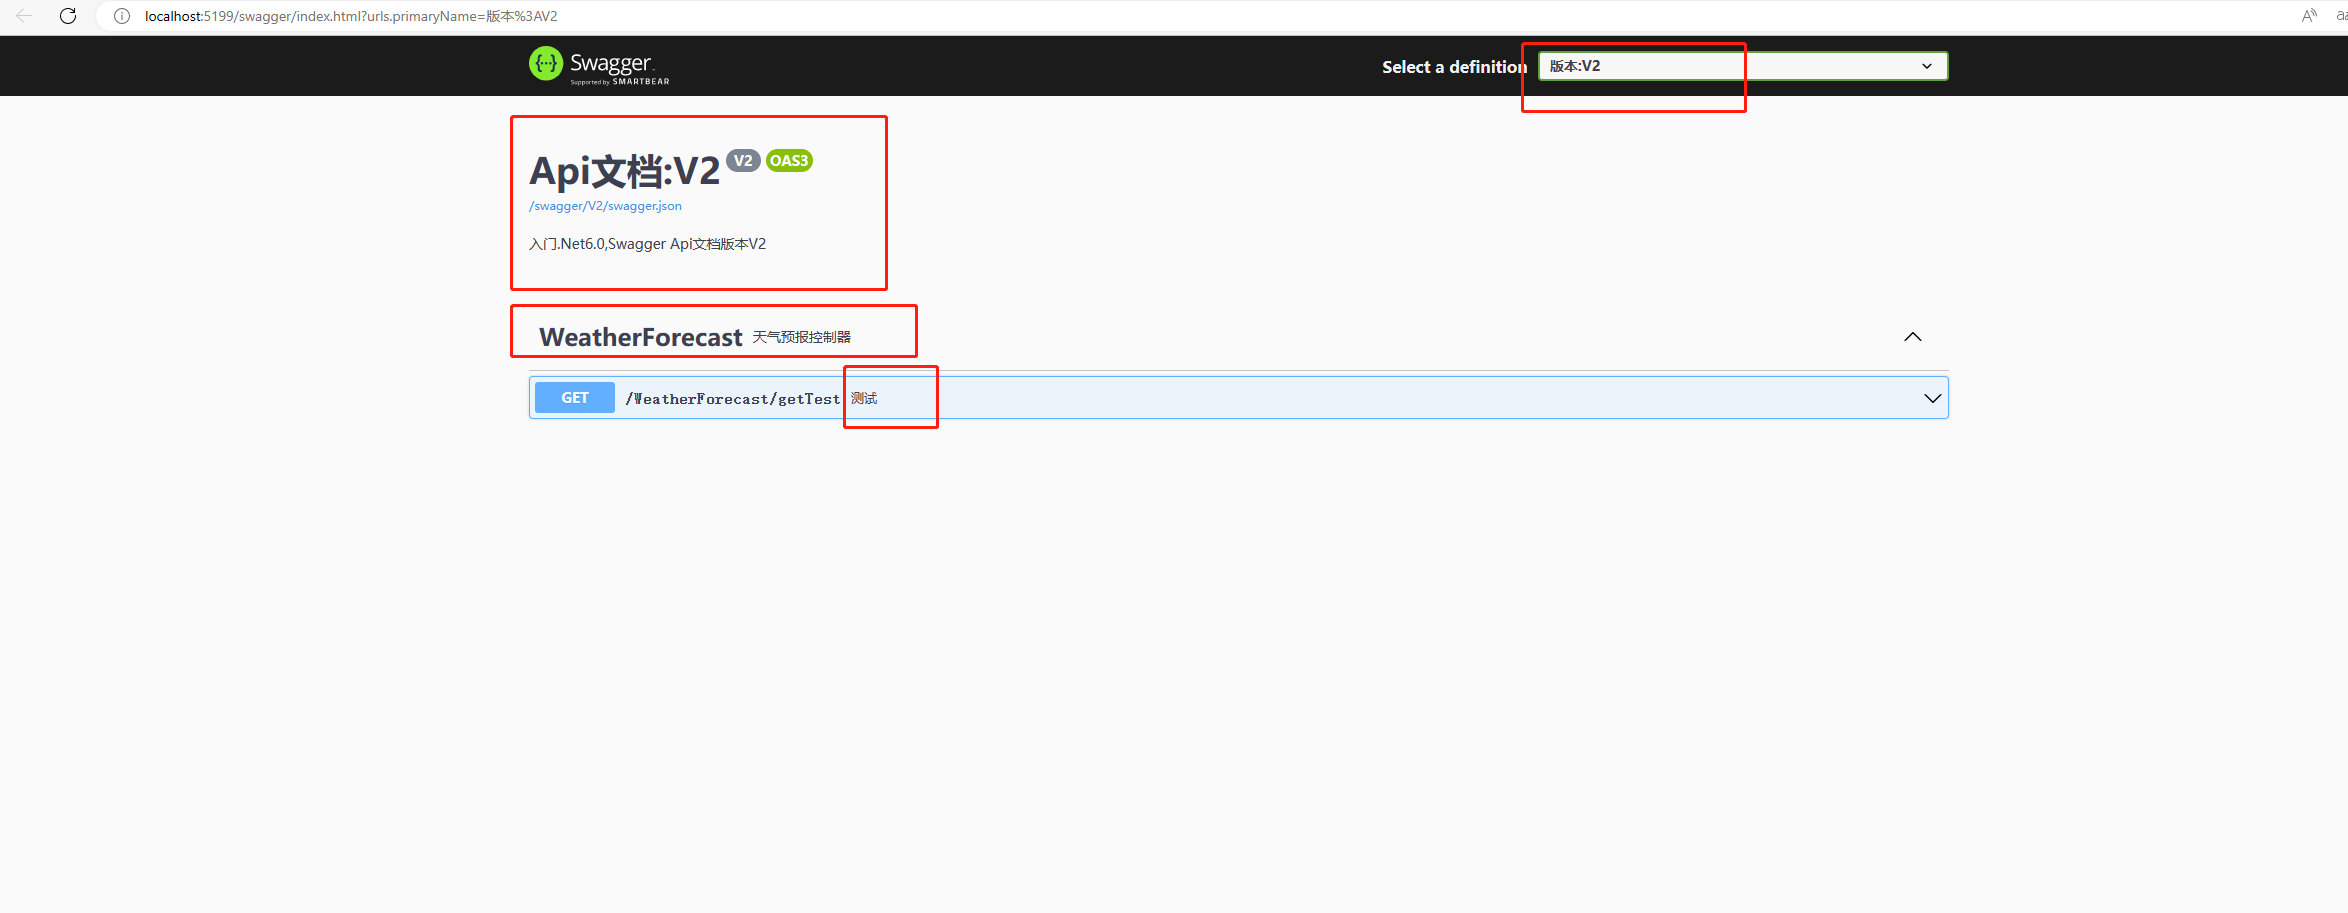 localhost:5199/swagger/index.html?urls.primaryName=版本%3AV2
Swagger
Supported by SMARTBEAR
Select a definition
版本:V2
Api文档:V2 V2 OAS3
/swagger/V2/swagger.json
入门.Net6.0,Swagger Api文档版本V2
WeatherForecast 天气预报控制器
GET /WeatherForecast/getTest 测试